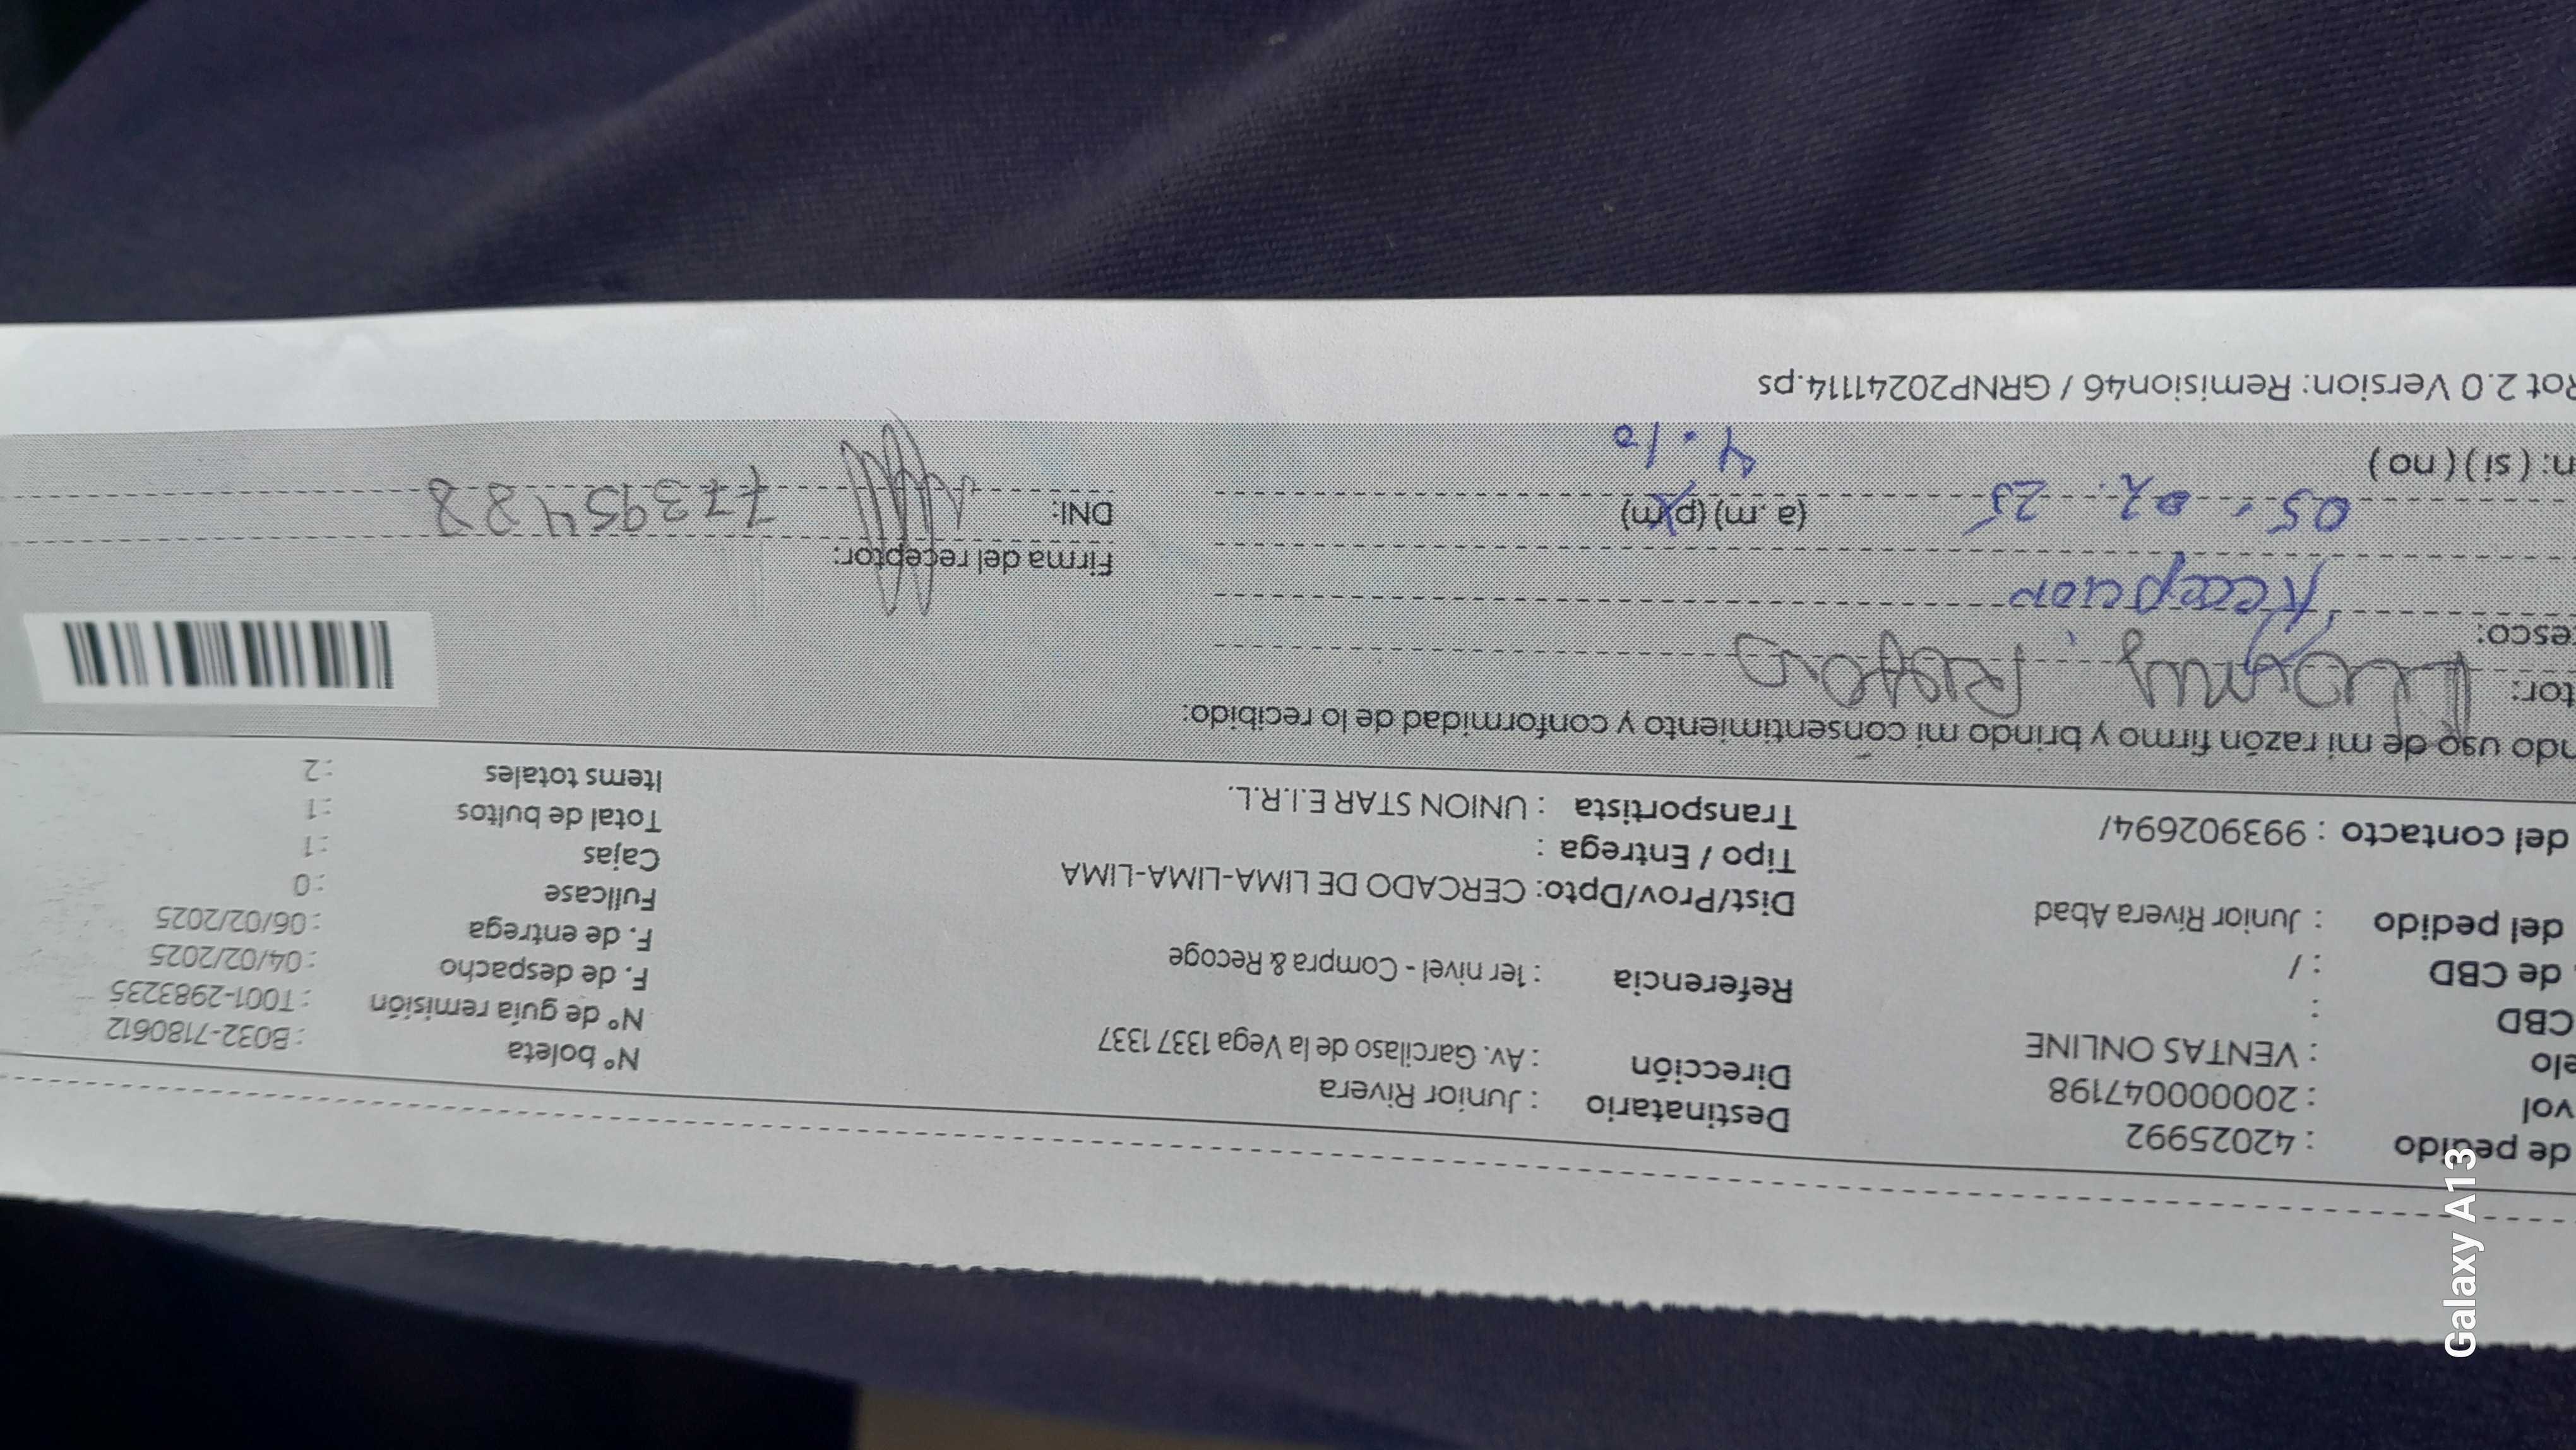 de pedido : 42025992
vol : 200000047198
elo : VENTAS ONLINE
CBD :
de CBD : /
del pedido : Junior Rivera Abad
del contacto : 993902694/
Destinatario : Junior Rivera
Dirección : Av. Garcilaso de la Vega 1337 1337
Referencia : 1er nivel - Compra & Recoge
Dist/Prov/Dpto: CERCADO DE LIMA-LIMA-LIMA
Tipo / Entrega :
Transportista : UNION STAR E.I.R.L.
Nº boleta : B032-7180612
Nº de guía remisión : T001-2983235
F. de despacho : 04/02/2025
F. de entrega : 06/02/2025
Fullcase : 0
Cajas : 1
Total de bultos : 1
Items totales : 2
ndo uso de mi razón firmo y brindo mi consentimiento y conformidad de lo recibido:
tor:
esco: Recepcion
05. 02. 25 (a. m) (p.m) 4.10
n: ( si ) ( no )
Firma del receptor:
DNI: 77395488
Rot 2.0 Version: Remision46 / GRNP20241114.ps
Galaxy A13